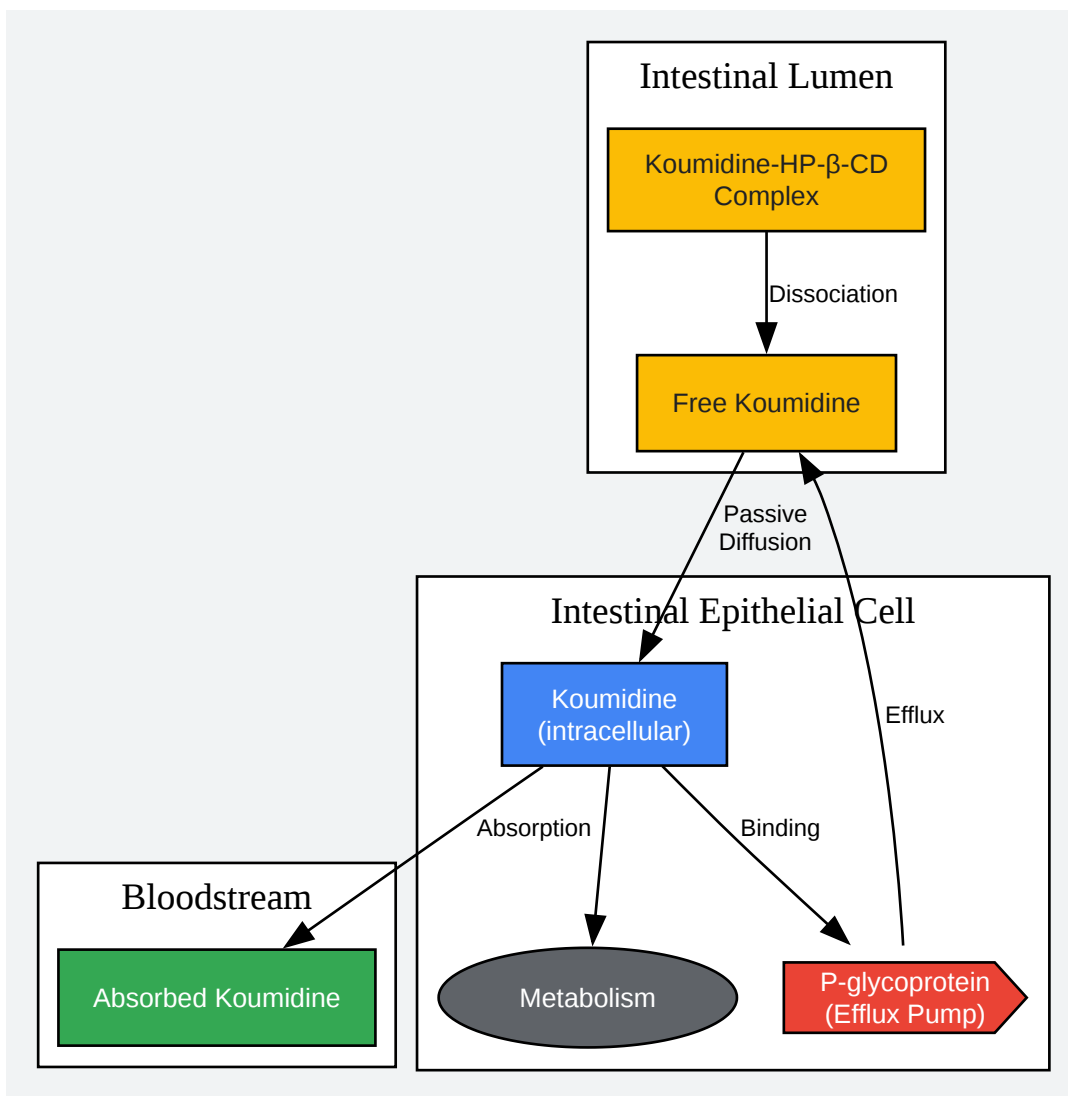 Intestinal Lumen
Koumidine-HP-β-CD
Complex
Dissociation
Free Koumidine
Passive
Diffusion
Intestinal Epithelial Cell
Koumidine
(intracellular)
Efflux
Absorption
Binding
Bloodstream
Absorbed Koumidine
Metabolism
P-glycoprotein
(Efflux Pump)